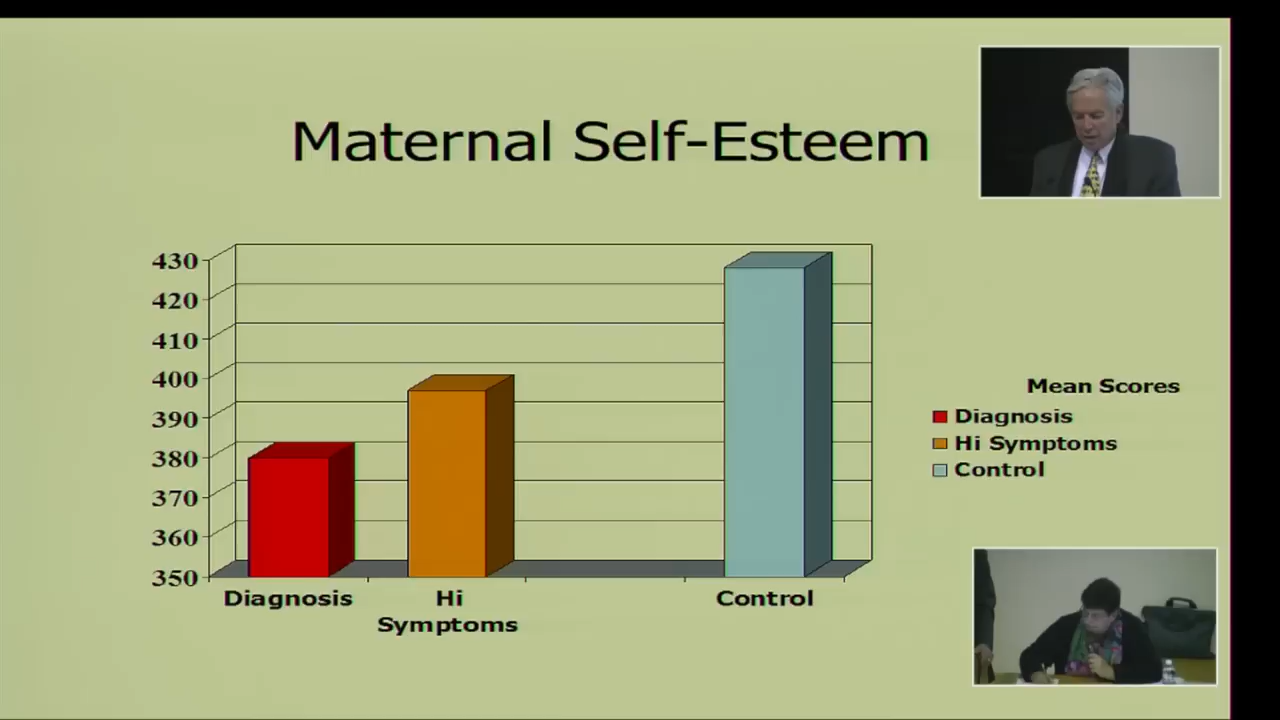 Maternal Self-Esteem
430
420
410
400
390
380
370
360
350
Diagnosis
Hi
Symptoms
Control
Mean Scores
Diagnosis
Hi Symptoms
Control